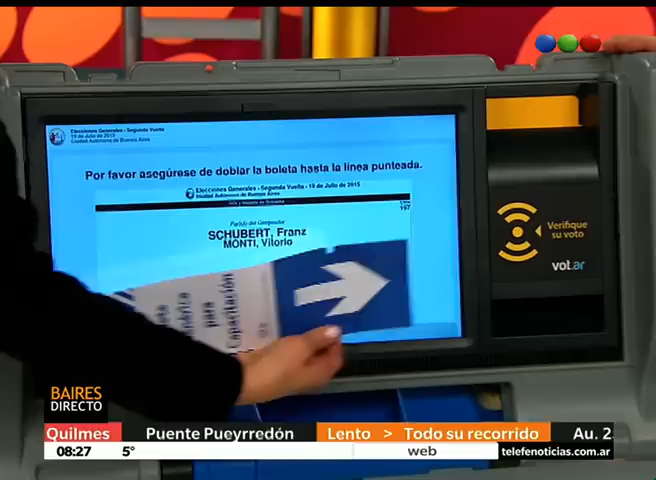 Elecciones Generales - Segunda Vuelta
19 de Julio de 2015
Ciudad Autónoma de Buenos Aires
Por favor asegúrese de doblar la boleta hasta la línea punteada.
Elecciones Generales - Segunda Vuelta - 19 de Julio de 2015
Ciudad Autónoma de Buenos Aires
197
Partido del Compositor
SCHUBERT, Franz
MONTI, Vilorio
para
Capacitación
Verifique
su voto
vot.ar
BAIRES
DIRECTO
Quilmes Puente Pueyrredón Lento > Todo su recorrido Au. 2
08:27 5° web telefenoticias.com.ar